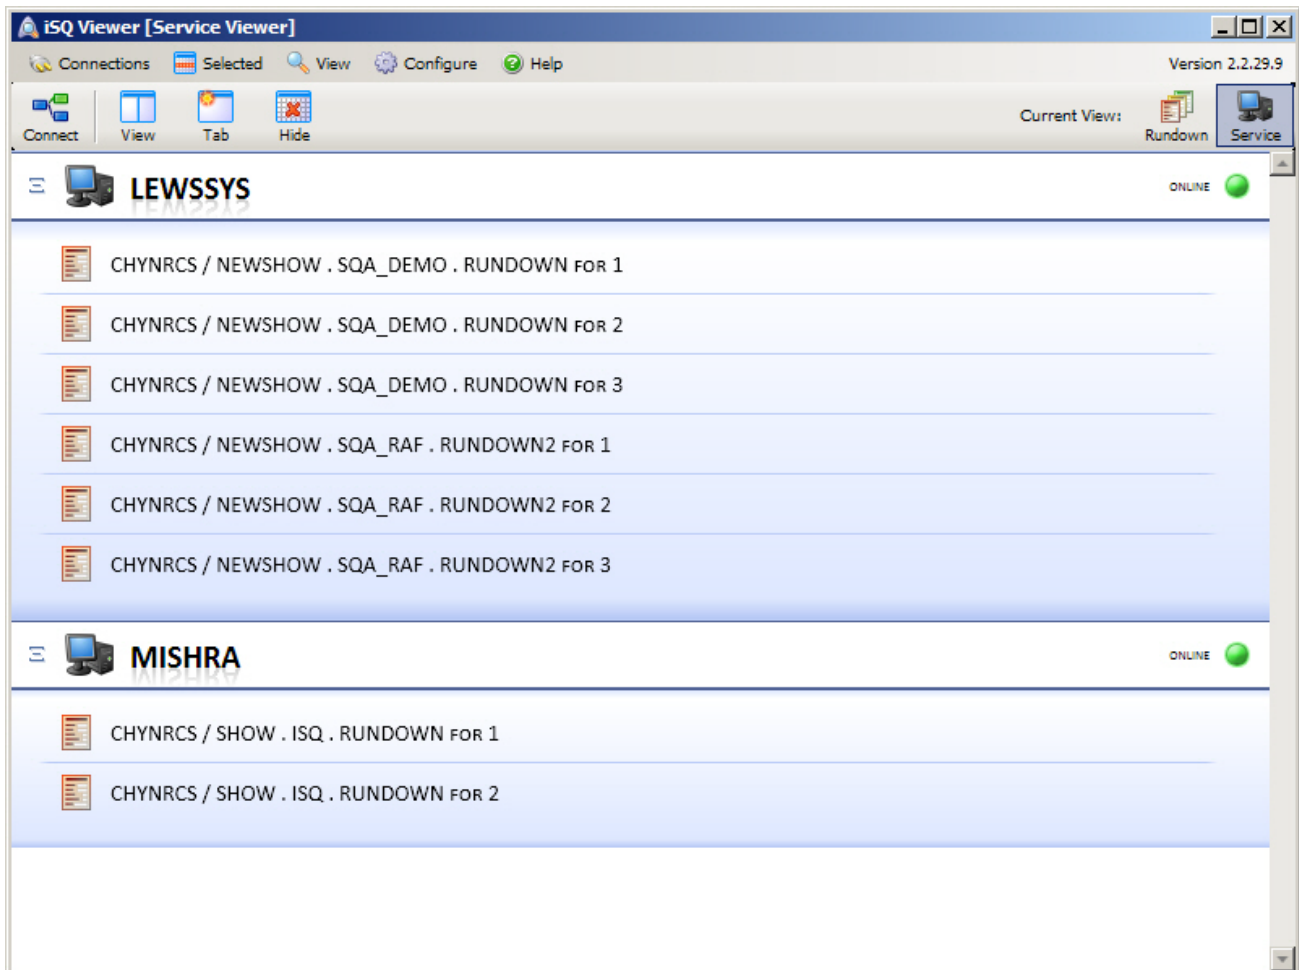 iSQ Viewer [Service Viewer]
Connections Selected View Configure Help Version 2.2.29.9
Connect View Tab Hide Current View: Rundown Service
LEWSSYS ONLINE
CHYNRCS / NEWSHOW . SQA_DEMO . RUNDOWN FOR 1
CHYNRCS / NEWSHOW . SQA_DEMO . RUNDOWN FOR 2
CHYNRCS / NEWSHOW . SQA_DEMO . RUNDOWN FOR 3
CHYNRCS / NEWSHOW . SQA_RAF . RUNDOWN2 FOR 1
CHYNRCS / NEWSHOW . SQA_RAF . RUNDOWN2 FOR 2
CHYNRCS / NEWSHOW . SQA_RAF . RUNDOWN2 FOR 3
MISHRA ONLINE
CHYNRCS / SHOW . ISQ . RUNDOWN FOR 1
CHYNRCS / SHOW . ISQ . RUNDOWN FOR 2